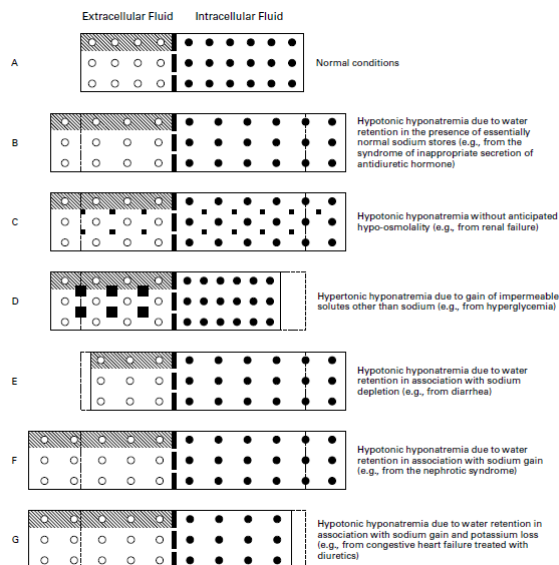 Extracellular Fluid Intracellular Fluid
A
Normal conditions
B
Hypotonic hyponatremia due to water
retention in the presence of essentially
normal sodium stores (e.g., from the
syndrome of inappropriate secretion of
antidiuretic hormone)
C
Hypotonic hyponatremia without anticipated
hypo-osmolality (e.g., from renal failure)
D
Hypertonic hyponatremia due to gain of impermeable
solutes other than sodium (e.g., from hyperglycemia)
E
Hypotonic hyponatremia due to water
retention in association with sodium
depletion (e.g., from diarrhea)
F
Hypotonic hyponatremia due to water
retention in association with sodium gain
(e.g., from the nephrotic syndrome)
G
Hypotonic hyponatremia due to water retention in
association with sodium gain and potassium loss
(e.g., from congestive heart failure treated with
diuretics)